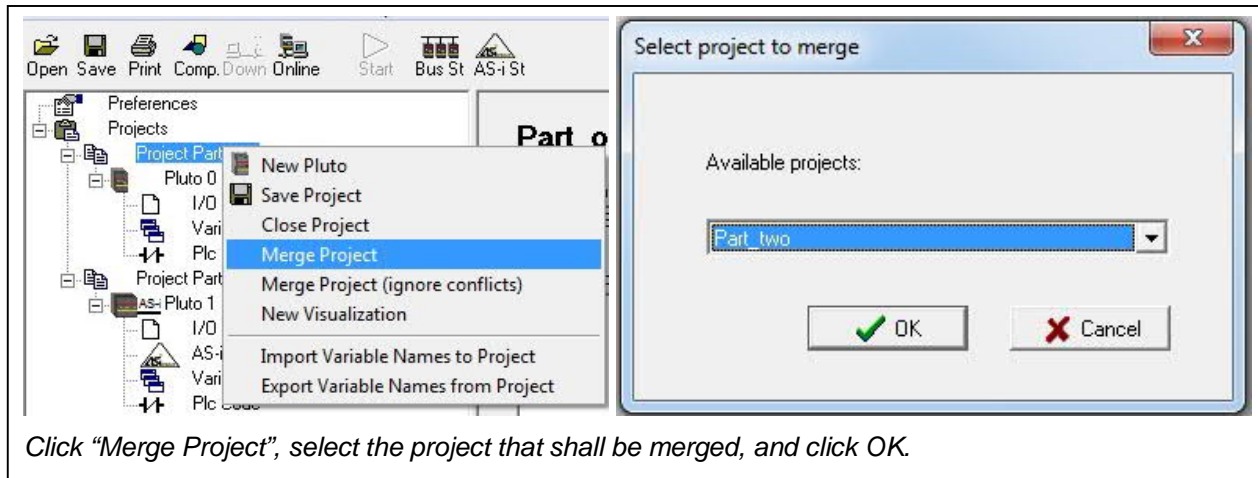 Open Save Print Comp. Down Online Start Bus St AS-i St
Preferences
Projects
Project Part
Pluto 0
I/O
Vari
Plc
Project Part
AS-i Pluto 1
I/O
AS-i
Vari
Plc Code
New Pluto
Save Project
Close Project
Merge Project
Merge Project (ignore conflicts)
New Visualization
Import Variable Names to Project
Export Variable Names from Project
Part_o
Select project to merge
Available projects:
Part_two
OK Cancel
Click “Merge Project”, select the project that shall be merged, and click OK.